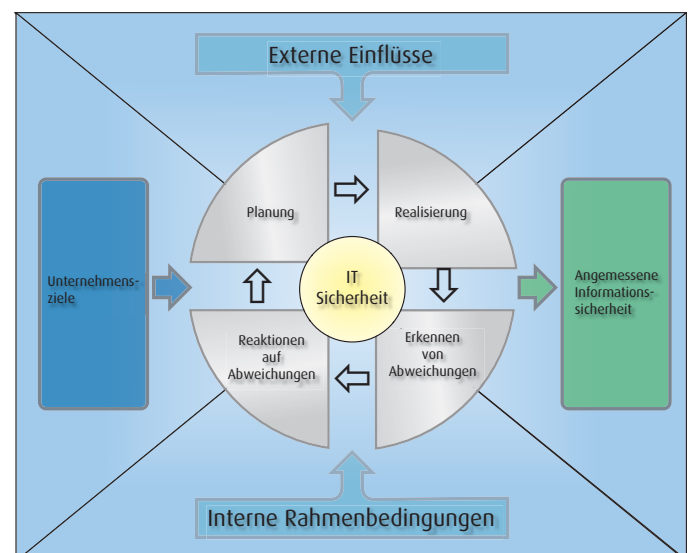 Externe Einflüsse
Planung
Realisierung
Unternehmens-
ziele
IT
Sicherheit
Angemessene
Informations-
sicherheit
Reaktionen
auf
Abweichungen
Erkennen
von
Abweichungen
Interne Rahmenbedingungen